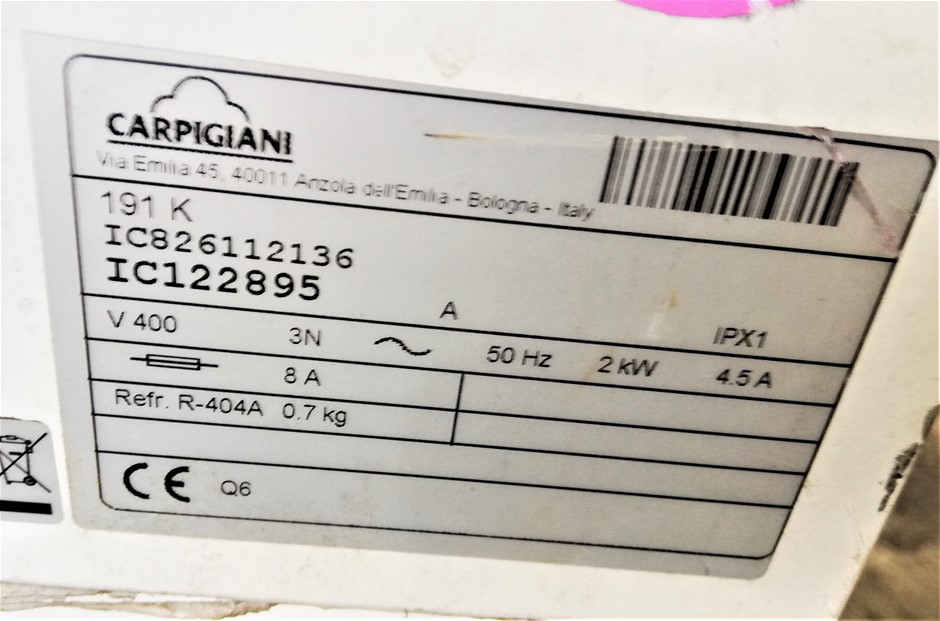 CARPIGIANI
Via Emilia 45, 40011 Anzola dell'Emilia - Bologna - Italy
191 K
IC826112136
IC122895
A
IPX1
V 400 3N 50 Hz 2 kW 4.5 A
8 A
Refr. R-404A 0.7 kg
CE Q6